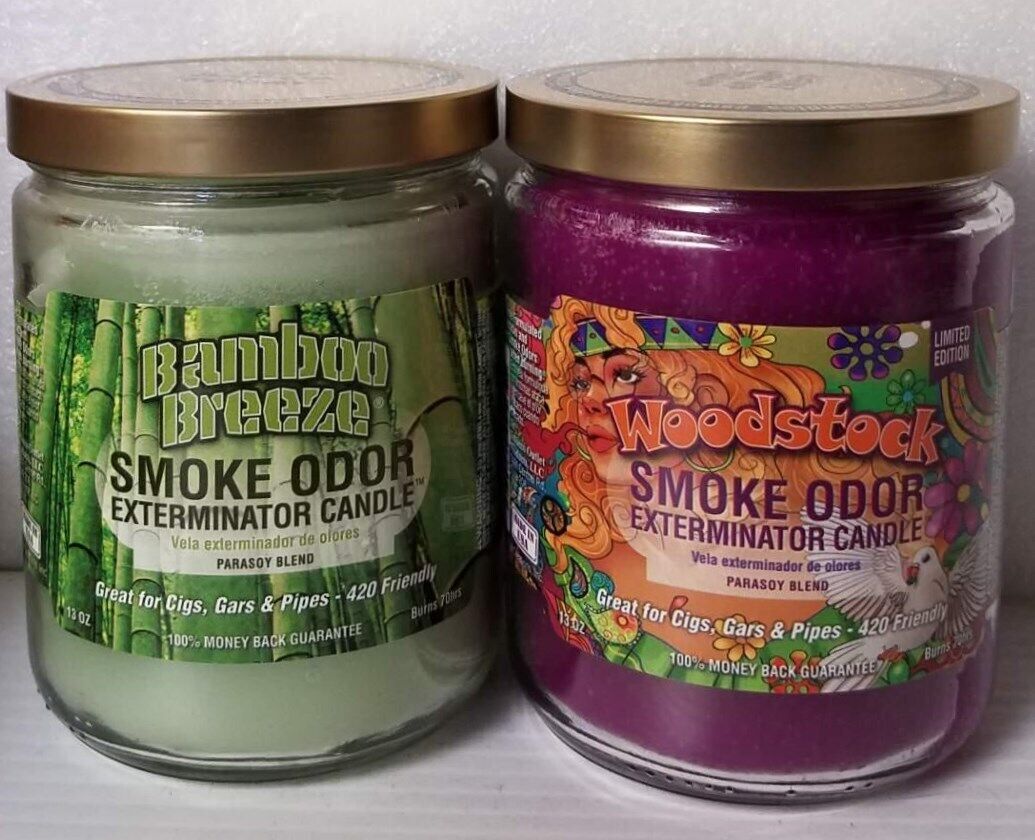 Bamboo
Breeze®
SMOKE ODOR
EXTERMINATOR CANDLE™
Vela exterminador de olores
PARASOY BLEND
Great for Cigs, Gars & Pipes - 420 Friendly
13 OZ
Burns 70hrs
100% MONEY BACK GUARANTEE
LIMITED
EDITION
Woodstock
SMOKE ODOR
EXTERMINATOR CANDLE
Vela exterminador de olores
PARASOY BLEND
Great for Cigs, Gars & Pipes - 420 Friendly
13 OZ
Burns 70hrs
100% MONEY BACK GUARANTEE